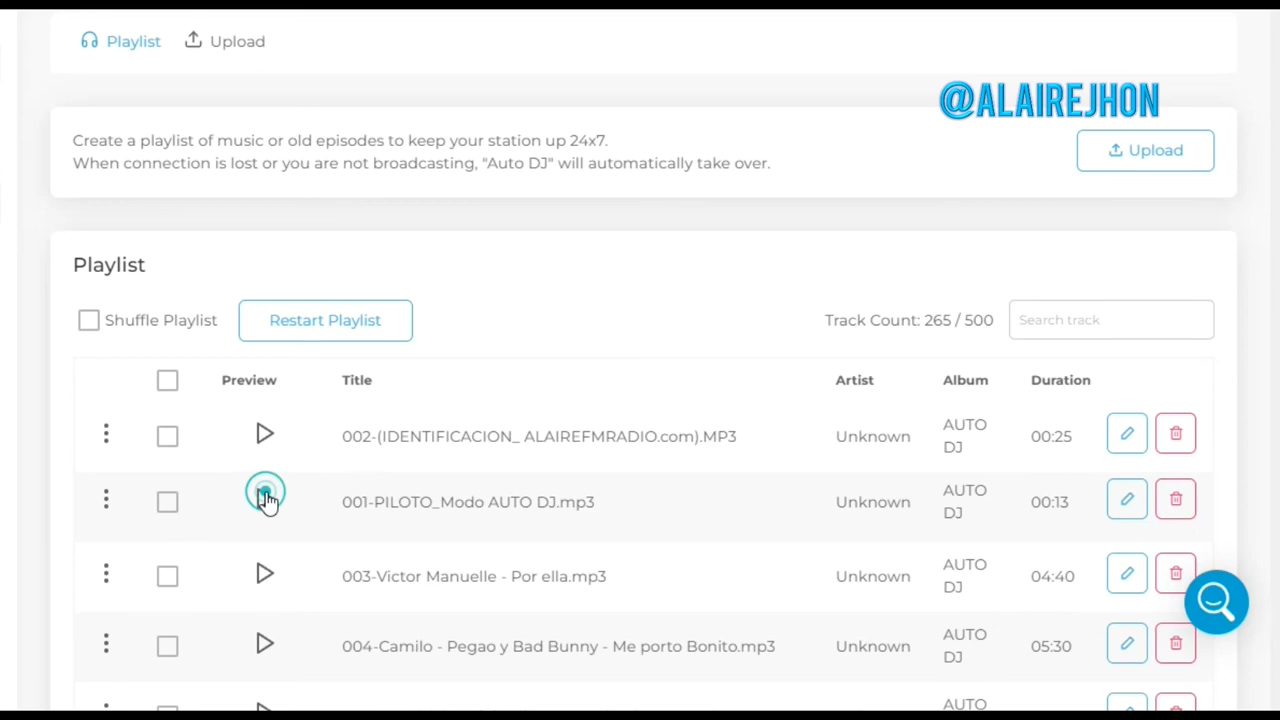 Playlist Upload
@ALAIREJHON
Create a playlist of music or old episodes to keep your station up 24x7.
When connection is lost or you are not broadcasting, "Auto DJ" will automatically take over.
Upload
Playlist
Shuffle Playlist Restart Playlist Track Count: 265 / 500 Search track
Preview Title Artist Album Duration
002-(IDENTIFICACION_ ALAIREFMRADIO.com).MP3 Unknown AUTO DJ 00:25
001-PILOTO_Modo AUTO DJ.mp3 Unknown AUTO DJ 00:13
003-Victor Manuelle - Por ella.mp3 Unknown AUTO DJ 04:40
004-Camilo - Pegao y Bad Bunny - Me porto Bonito.mp3 Unknown AUTO DJ 05:30
AUTO